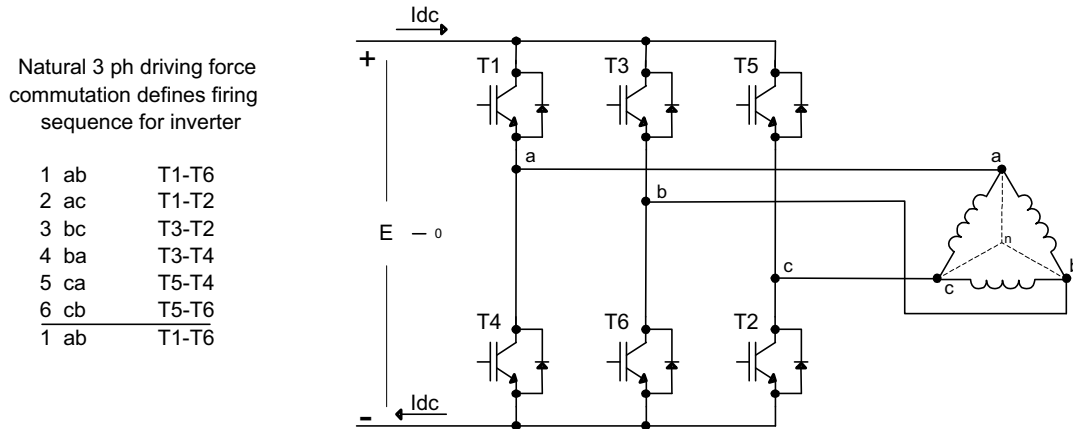 Natural 3 ph driving force
commutation defines firing
sequence for inverter
1 ab T1-T6
2 ac T1-T2
3 bc T3-T2
4 ba T3-T4
5 ca T5-T4
6 cb T5-T6
1 ab T1-T6
Idc
+
T1 T3 T5
a
b
a
n
E 0
c
c
b
T4 T6 T2
Idc
-